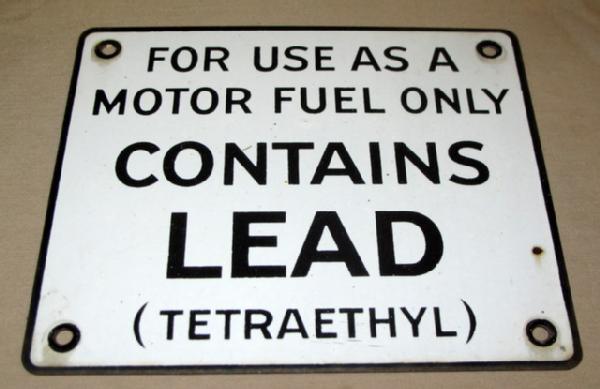 FOR USE AS A
MOTOR FUEL ONLY
CONTAINS
LEAD
(TETRAETHYL)